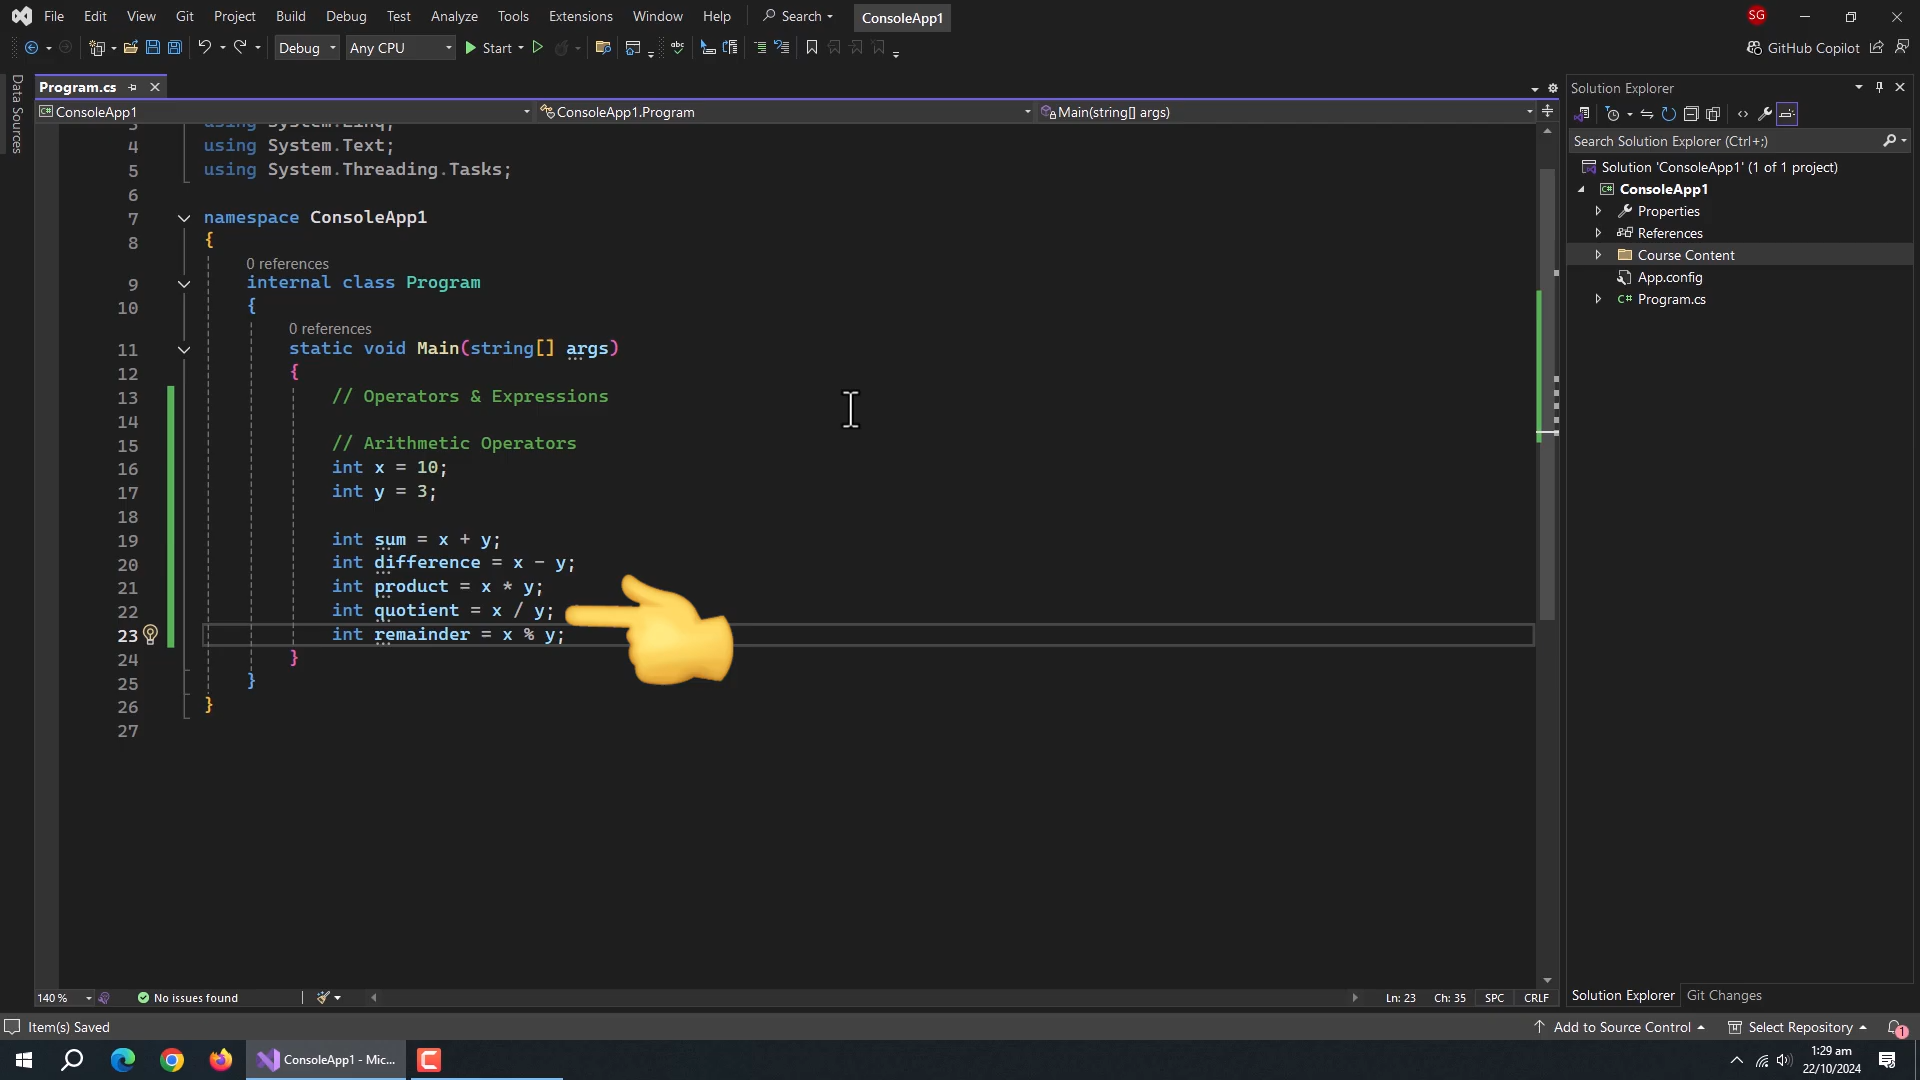 File Edit View Git Project Build Debug Test Analyze Tools Extensions Window Help Search ConsoleApp1 SG
Debug Any CPU Start GitHub Copilot
Data Sources
Program.cs
ConsoleApp1 ConsoleApp1.Program Main(string[] args)
using System.Linq;
4 using System.Text;
5 using System.Threading.Tasks;
6
7 namespace ConsoleApp1
8 {
0 references
9 internal class Program
10 {
0 references
11 static void Main(string[] args)
12 {
13 // Operators & Expressions
14
15 // Arithmetic Operators
16 int x = 10;
17 int y = 3;
18
19 int sum = x + y;
20 int difference = x - y;
21 int product = x * y;
22 int quotient = x / y;
23 int remainder = x % y;
24 }
25 }
26 }
27
140 % No issues found Ln: 23 Ch: 35 SPC CRLF
Solution Explorer
Search Solution Explorer (Ctrl+;)
Solution 'ConsoleApp1' (1 of 1 project)
C# ConsoleApp1
Properties
References
Course Content
App.config
C# Program.cs
Solution Explorer Git Changes
Item(s) Saved Add to Source Control Select Repository 1
ConsoleApp1 - Mic... 1:29 am
22/10/2024